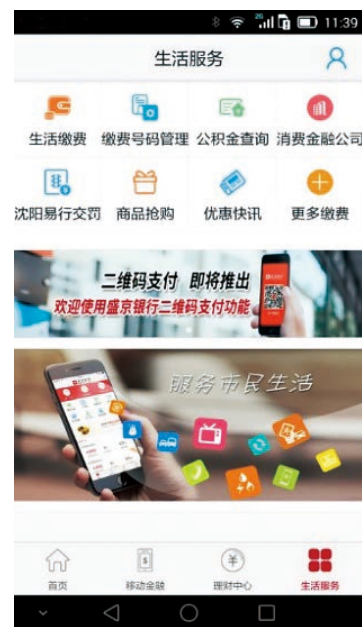 2G 11:39
生活服务
生活缴费 缴费号码管理 公积金查询 消费金融公司
沈阳易行交罚 商品抢购 优惠快讯 更多缴费
二维码支付 即将推出
欢迎使用盛京银行二维码支付功能
服务市民生活
首页 移动金融 理财中心 生活服务